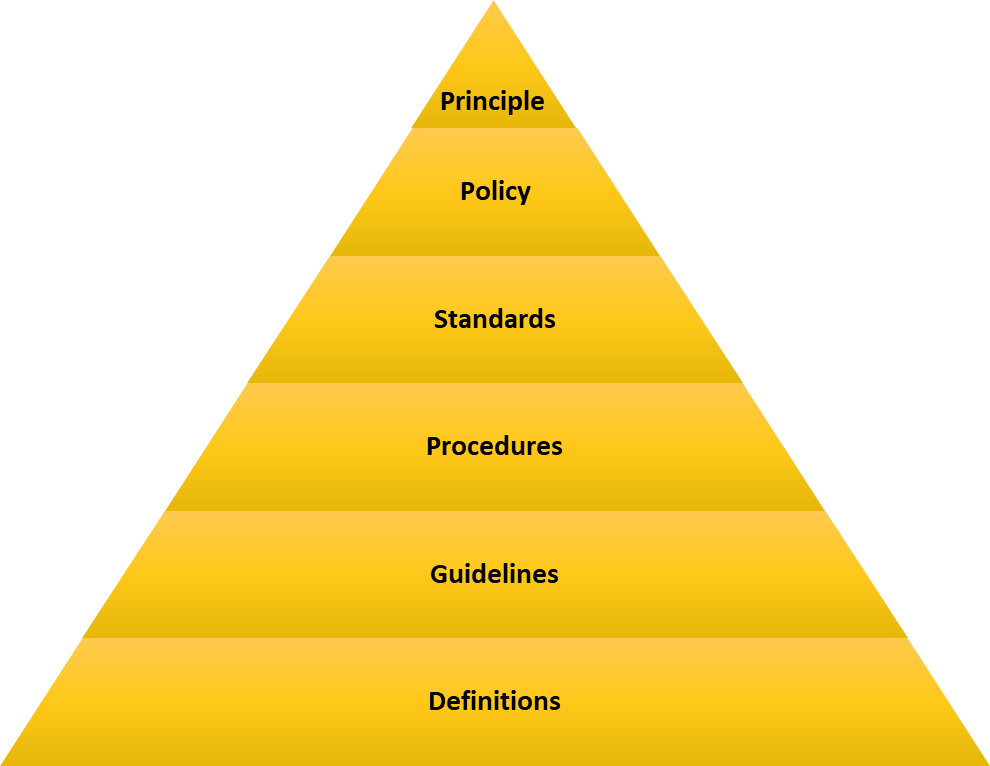 Principle
Policy
Standards
Procedures
Guidelines
Definitions